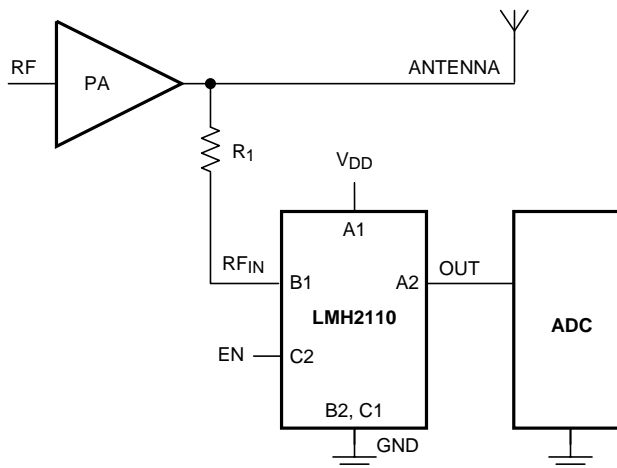 RF
PA
ANTENNA
R1
VDD
A1
RFIN
B1
A2
OUT
LMH2110
ADC
EN
C2
B2, C1
GND